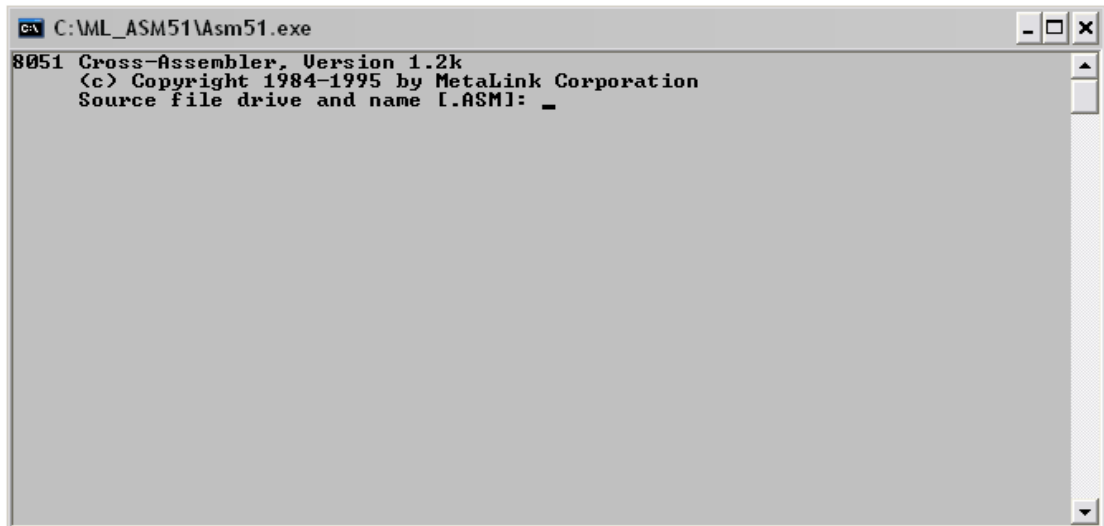 C:\ML_ASM51\Asm51.exe
8051 Cross-Assembler, Version 1.2k
(c) Copyright 1984-1995 by MetaLink Corporation
Source file drive and name [.ASM]: _